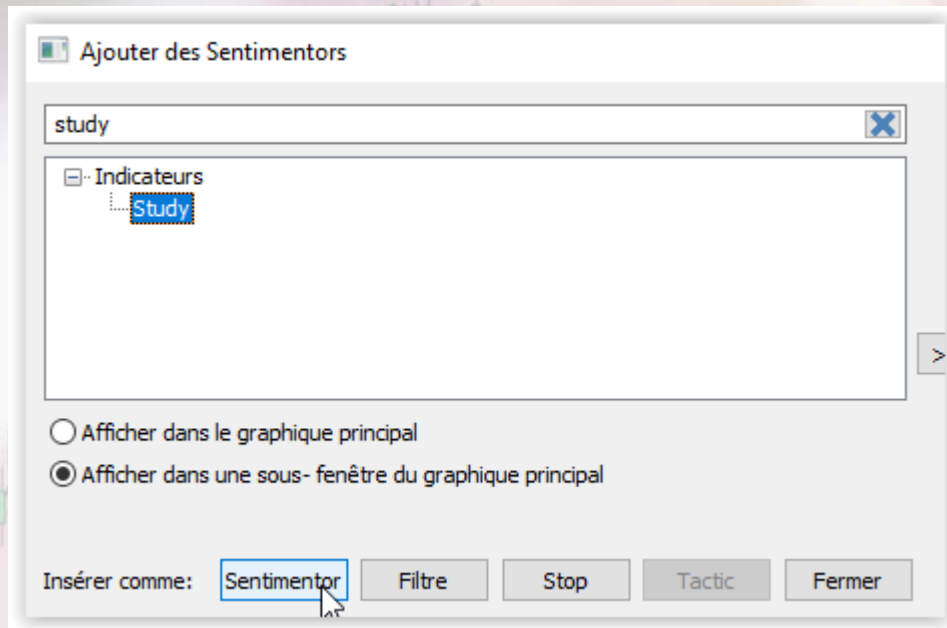 Ajouter des Sentimentors
study
Indicateurs
Study
>
Afficher dans le graphique principal
Afficher dans une sous- fenêtre du graphique principal
Insérer comme: Sentimentor Filtre Stop Tactic Fermer